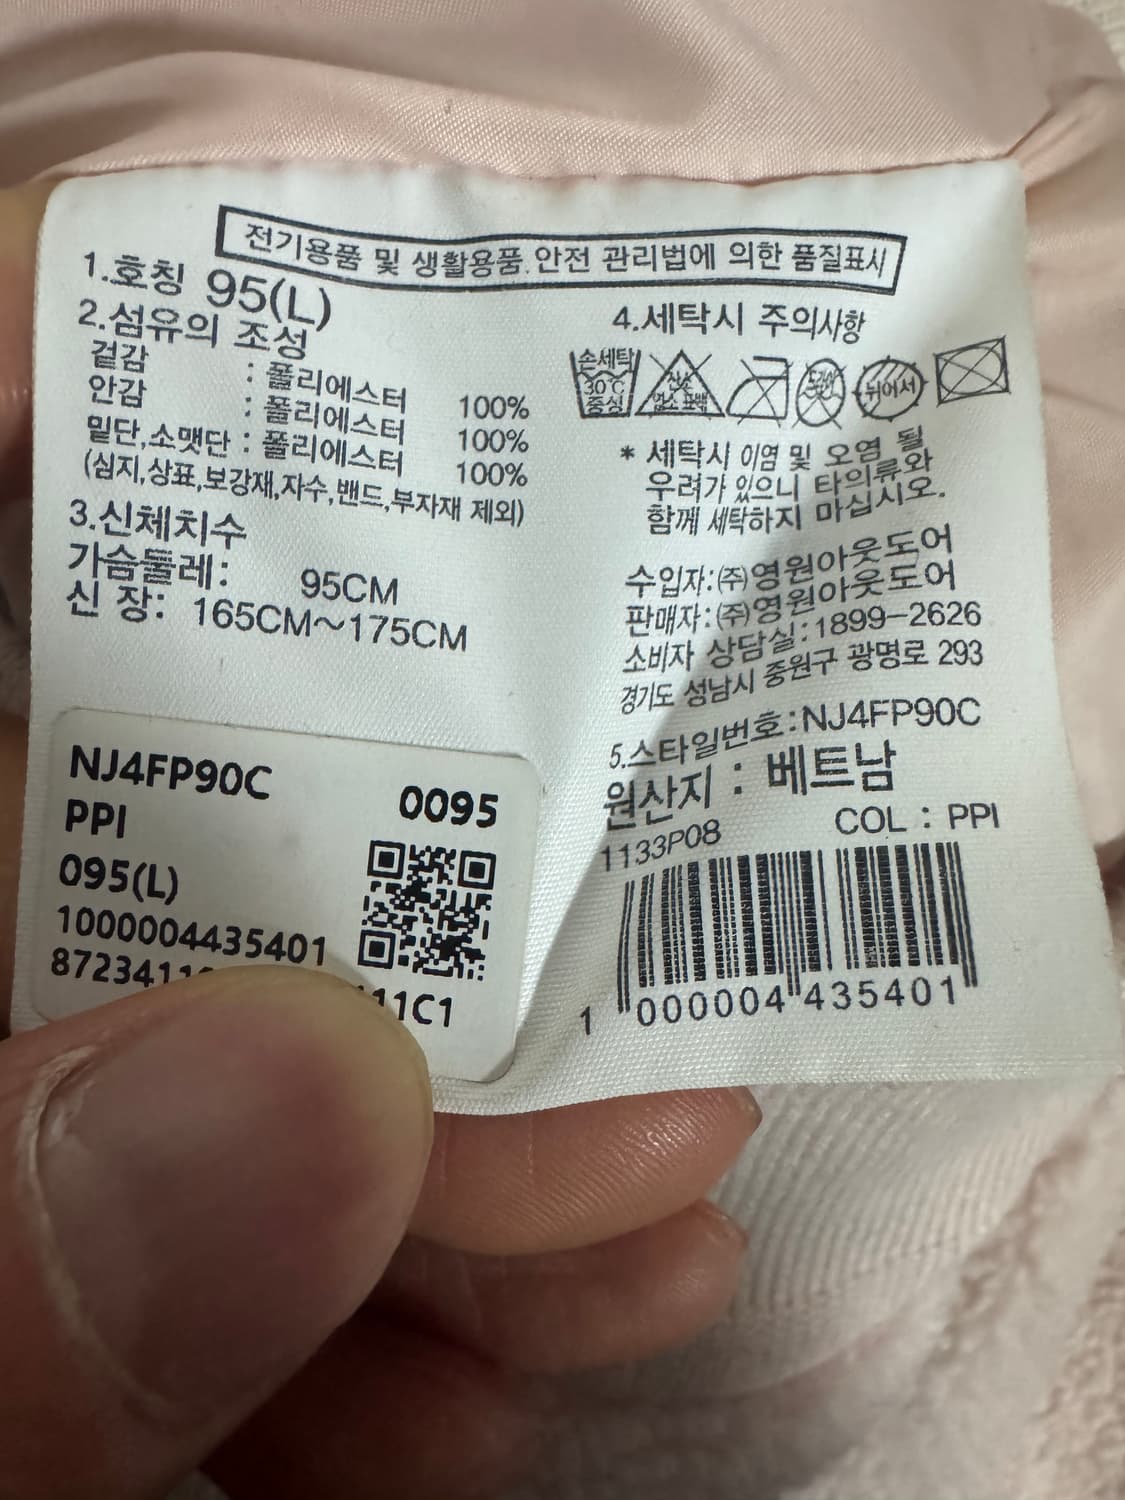 전기용품 및 생활용품 안전 관리법에 의한 품질표시
1.호칭 95(L)
2.섬유의 조성
겉감 : 폴리에스터 100%
안감 : 폴리에스터 100%
밑단,소맷단 : 폴리에스터 100%
(심지,상표,보강재,자수,밴드,부자재 제외)
3.신체치수
가슴둘레: 95CM
신 장: 165CM~175CM
4.세탁시 주의사항
손세탁
30℃
중성
산소
염소 표백
드라이
뉘어서
* 세탁시 이염 및 오염 될
우려가 있으니 타의류와
함께 세탁하지 마십시오.
수입자:(주)영원아웃도어
판매자:(주)영원아웃도어
소비자 상담실:1899-2626
경기도 성남시 중원구 광명로 293
5.스타일번호:NJ4FP90C
원산지 : 베트남
1133P08 COL : PPI
1 000004 435401
NJ4FP90C
PPI 0095
095(L)
1000004435401